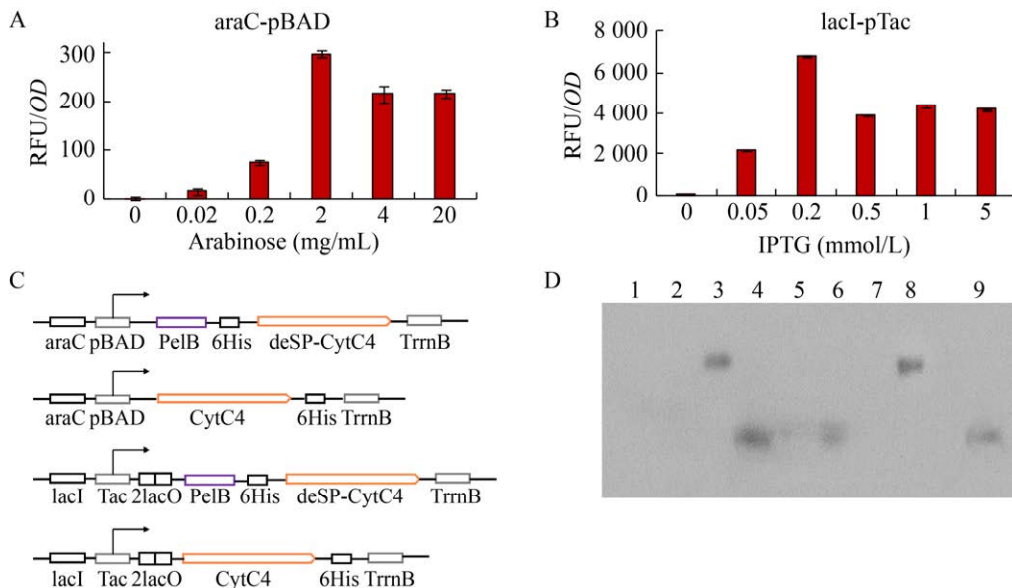 A
araC-pBAD
300
200
100
0
RFU/OD
0 0.02 0.2 2 4 20
Arabinose (mg/mL)
B
lacI-pTac
8 000
6 000
4 000
2 000
0
RFU/OD
0 0.05 0.2 0.5 1 5
IPTG (mmol/L)
C
araC pBAD PelB 6His deSP-CytC4 TrrnB
araC pBAD CytC4 6His TrrnB
lacI Tac 2lacO PelB 6His deSP-CytC4 TrrnB
lacI Tac 2lacO CytC4 6His TrrnB
D
1 2 3 4 5 6 7 8 9